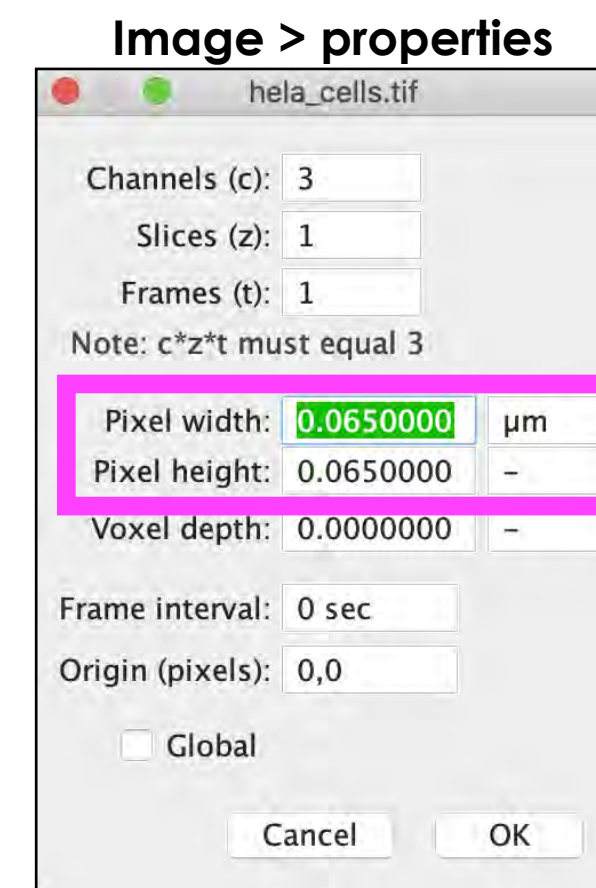 Image > properties
hela_cells.tif
Channels (c): 3
Slices (z): 1
Frames (t): 1
Note: c*z*t must equal 3
Pixel width: 0.0650000 µm
Pixel height: 0.0650000 -
Voxel depth: 0.0000000 -
Frame interval: 0 sec
Origin (pixels): 0,0
Global
Cancel OK